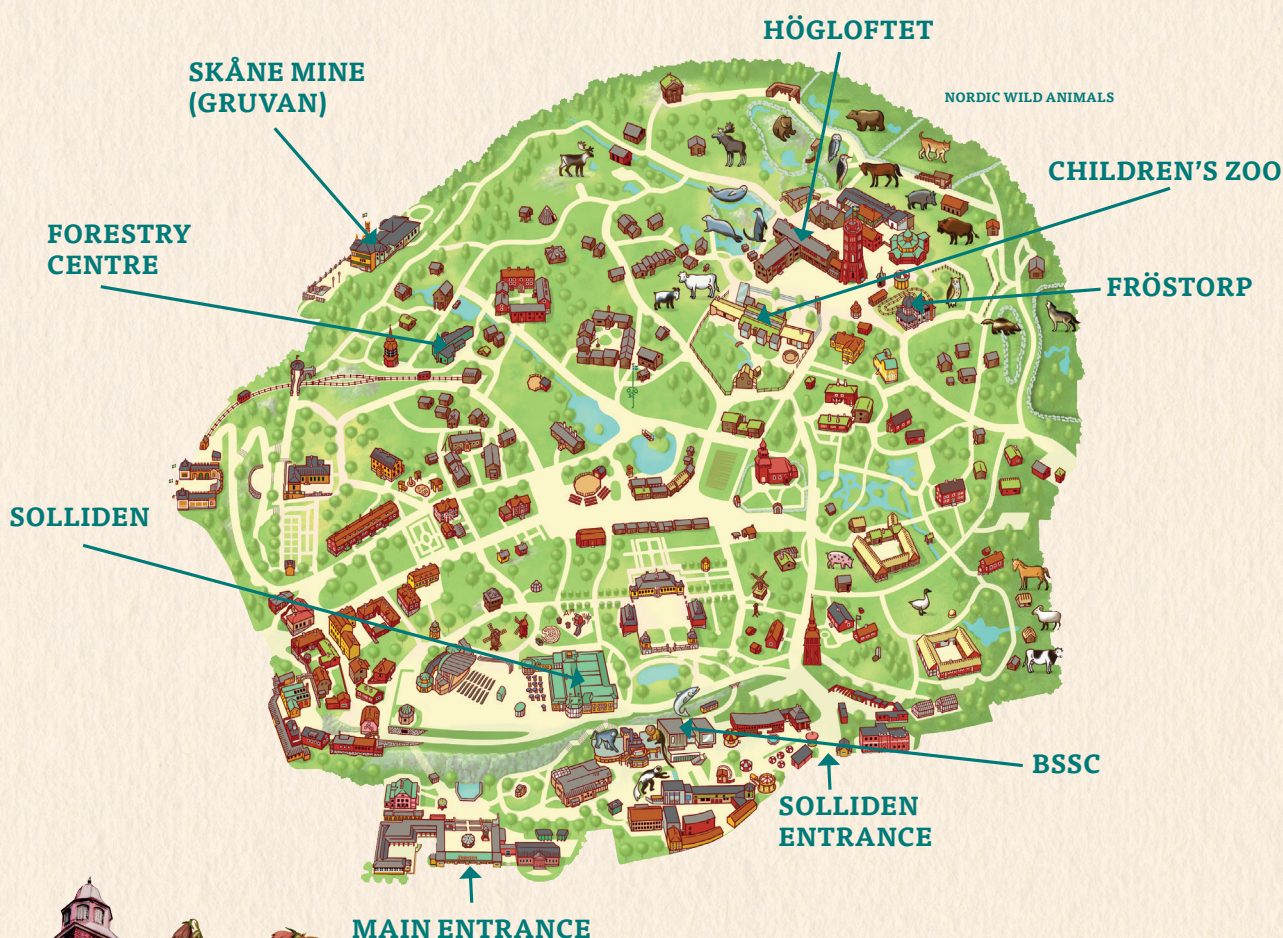 HÖGLOFTET
SKÅNE MINE
(GRUVAN)
NORDIC WILD ANIMALS
CHILDREN'S ZOO
FORESTRY
CENTRE
FRÖSTORP
SOLLIDEN
BSSC
SOLLIDEN
ENTRANCE
MAIN ENTRANCE